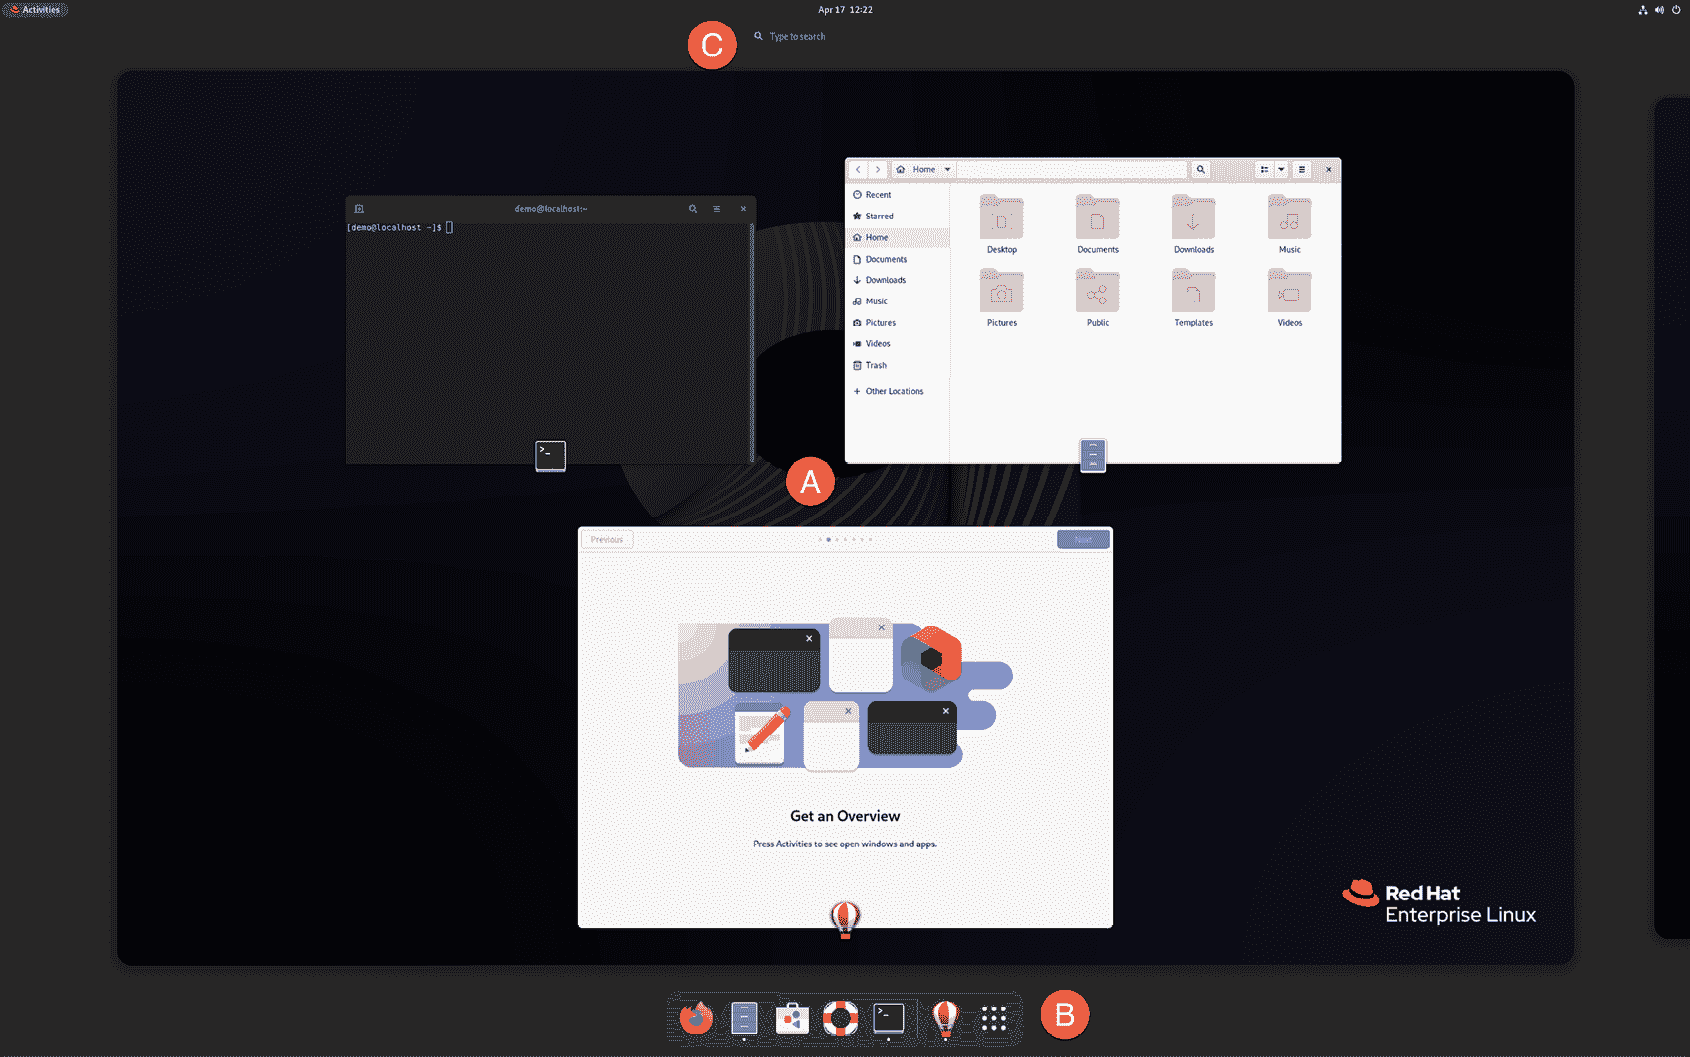 Activities
Apr 17 12:22
C
Type to search
demo@localhost:~
[demo@localhost ~]$
Home
Recent
Starred
Home
Documents
Downloads
Music
Pictures
Videos
Trash
+ Other Locations
Desktop
Documents
Downloads
Music
Pictures
Public
Templates
Videos
A
Previous
Next
Get an Overview
Press Activities to see open windows and apps.
Red Hat
Enterprise Linux
B